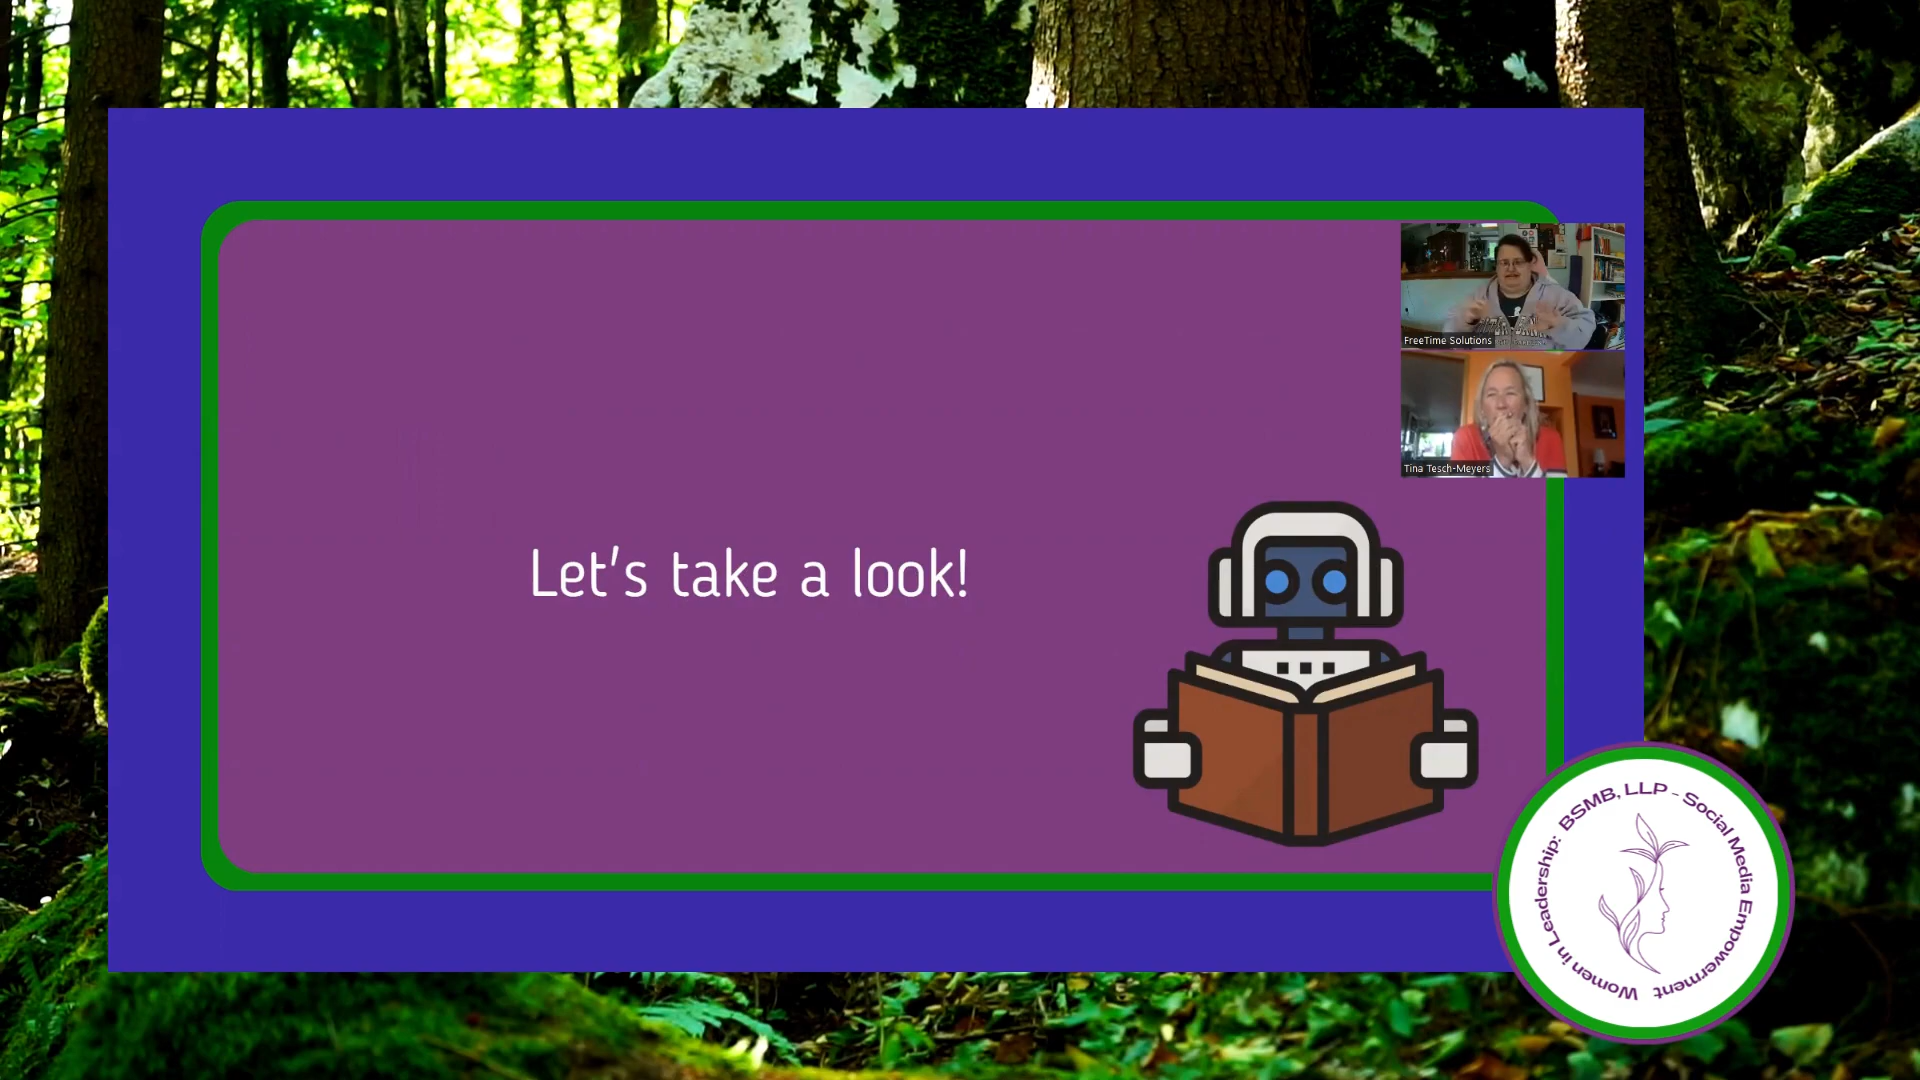 FreeTime Solutions
Tina Tesch-Meyers
Let's take a look!
Women in Leadership: BSMB, LLP - Social Media Empowerment